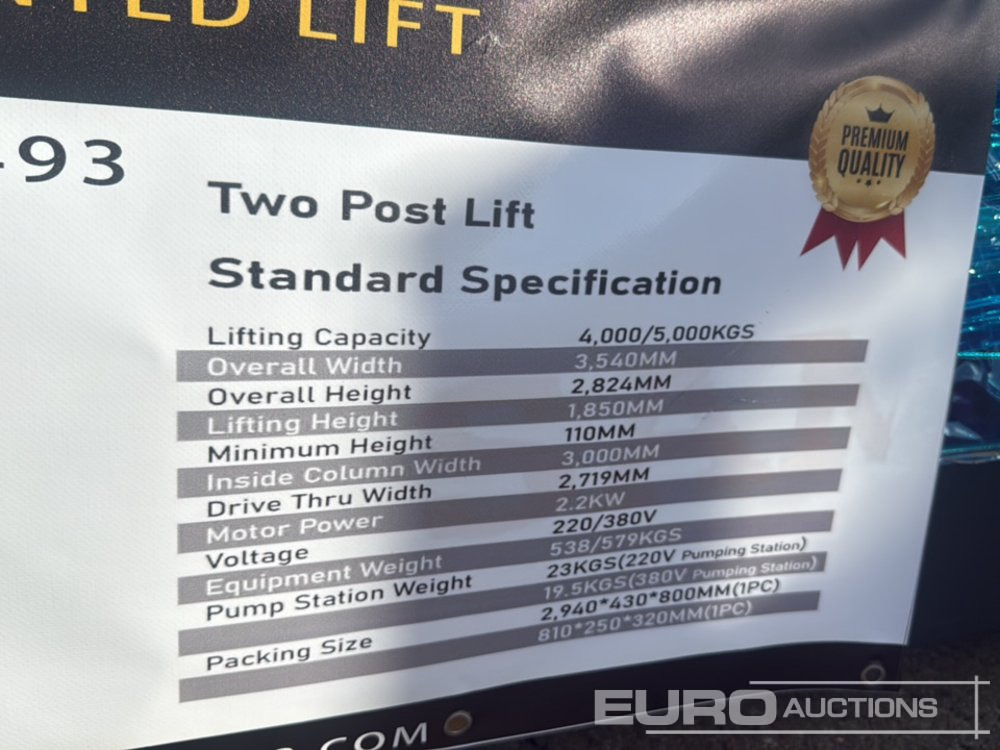 LIFT
493
PREMIUM
QUALITY
Two Post Lift
Standard Specification
Lifting Capacity 4,000/5,000KGS
Overall Width 3,540MM
Overall Height 2,824MM
Lifting Height 1,850MM
Minimum Height 110MM
Inside Column Width 3,000MM
Drive Thru Width 2,719MM
Motor Power 2.2KW
Voltage 220/380V
Equipment Weight 538/579KGS
Pump Station Weight 23KGS(220V Pumping Station)
19.5KGS(380V Pumping Station)
Packing Size 2,940*430*800MM(1PC)
810*250*320MM(1PC)
.COM
EURO AUCTIONS